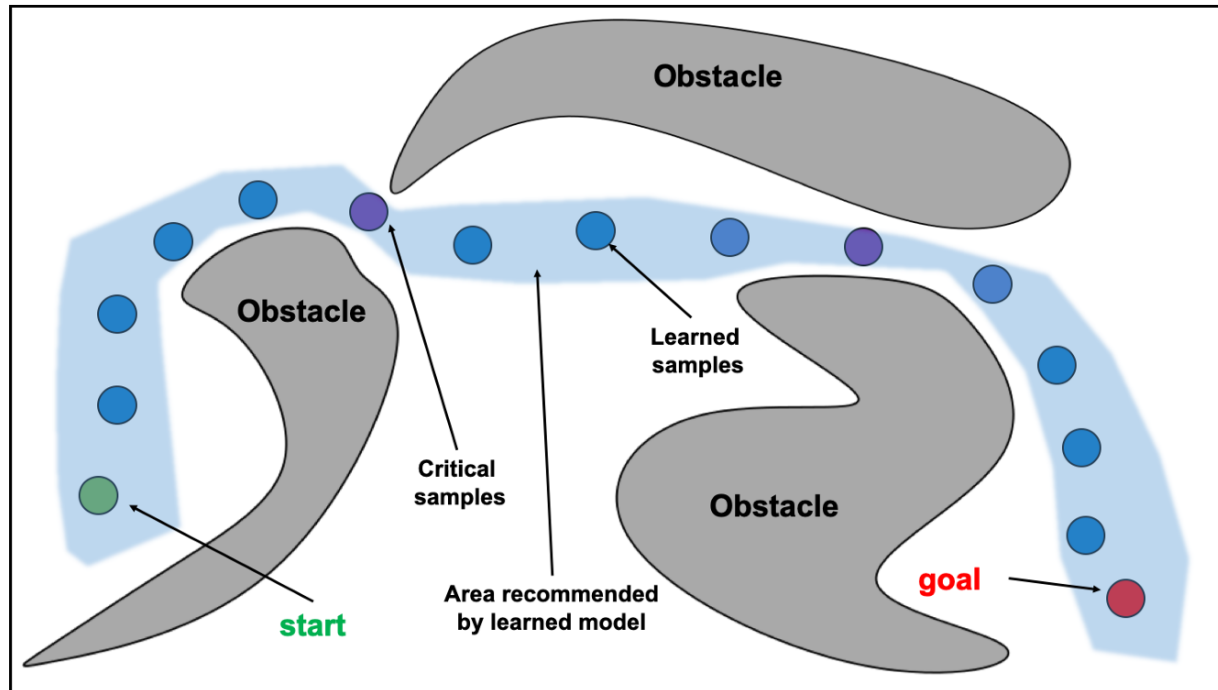 Obstacle
Obstacle
Learned
samples
Critical
samples
Obstacle
Area recommended
by learned model
goal
start